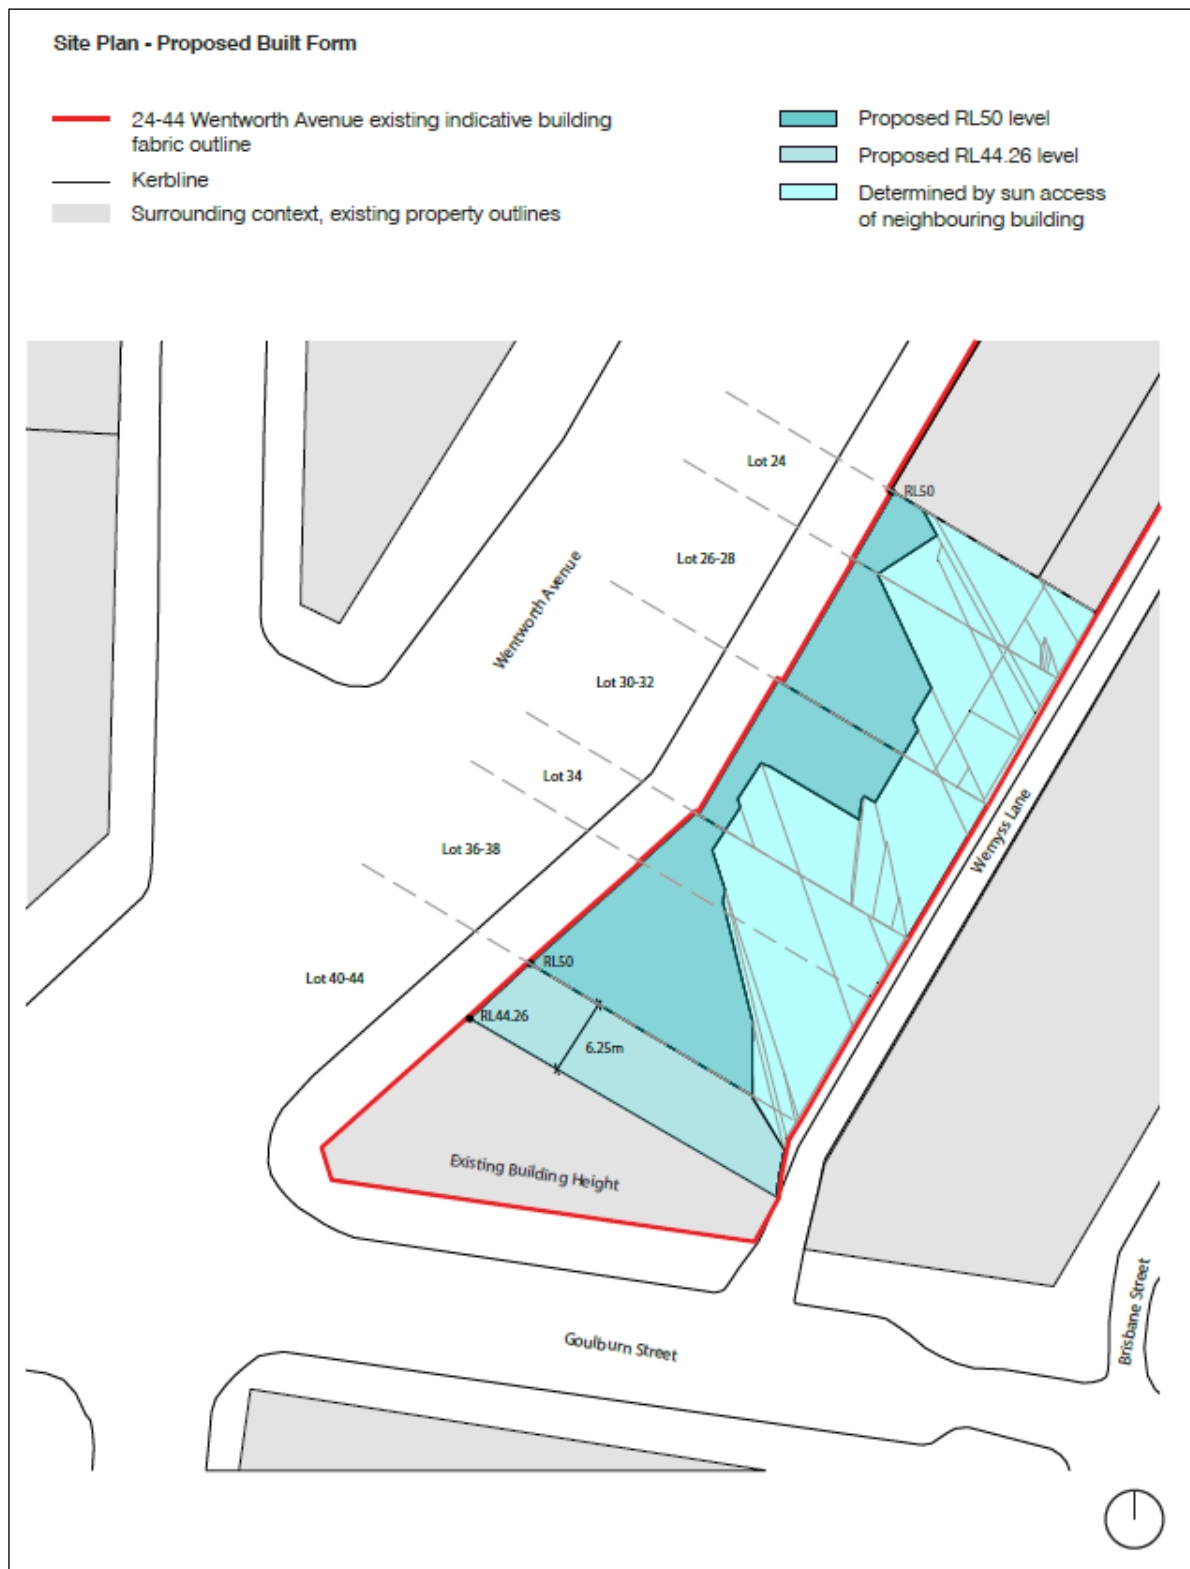 Site Plan - Proposed Built Form
24-44 Wentworth Avenue existing indicative building
fabric outline
Kerbline
Surrounding context, existing property outlines
Proposed RL50 level
Proposed RL44.26 level
Determined by sun access
of neighbouring building
Lot 24
RL50
Lot 26-28
Wentworth Avenue
Lot 30-32
Lot 34
Wemyss Lane
Lot 36-38
RL50
Lot 40-44
RL44.26
6.25m
Existing Building Height
Goulburn Street
Brisbane Street